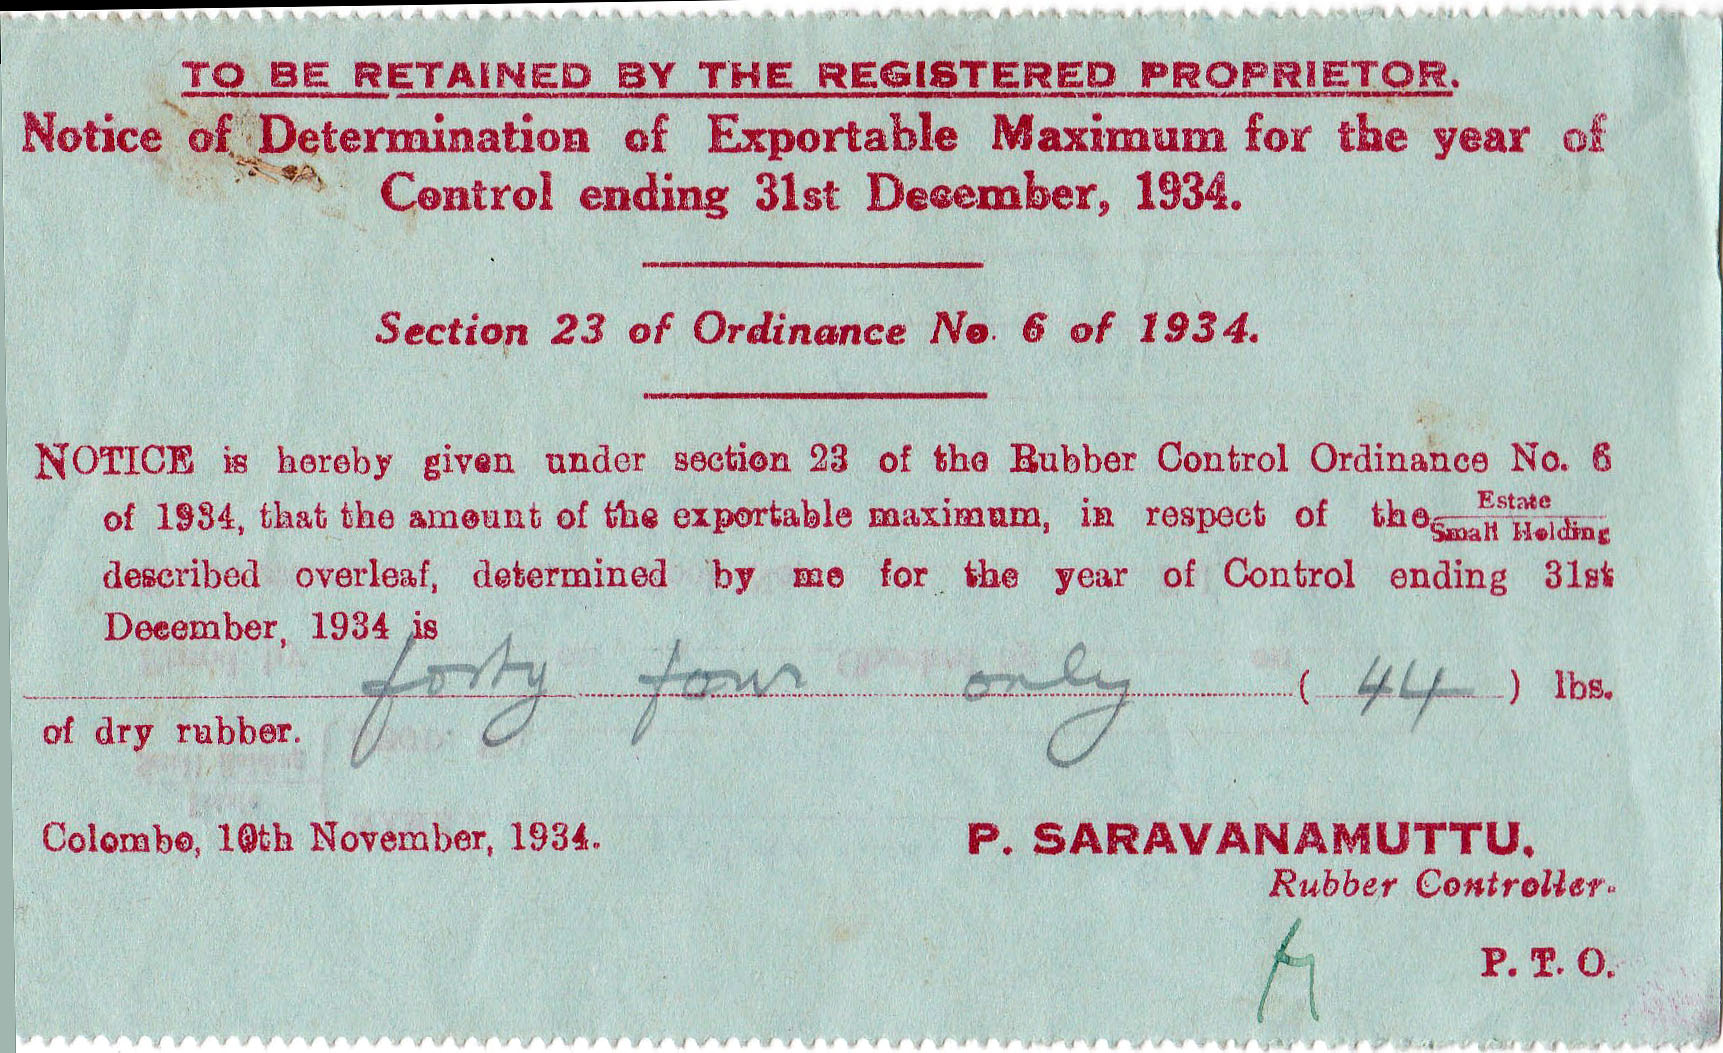 TO BE RETAINED BY THE REGISTERED PROPRIETOR.
Notice of Determination of Exportable Maximum for the year of
Control ending 31st December, 1934.
Section 23 of Ordinance No. 6 of 1934.
NOTICE is hereby given under section 23 of the Rubber Control Ordinance No. 6
of 1934, that the amount of the exportable maximum, in respect of the Estate
Small Holding
described overleaf, determined by me for the year of Control ending 31st
December, 1934 is
forty four only ( 44 ) lbs.
of dry rubber.
Colombo, 10th November, 1934.
P. SARAVANAMUTTU,
Rubber Controller.
P. T. O.